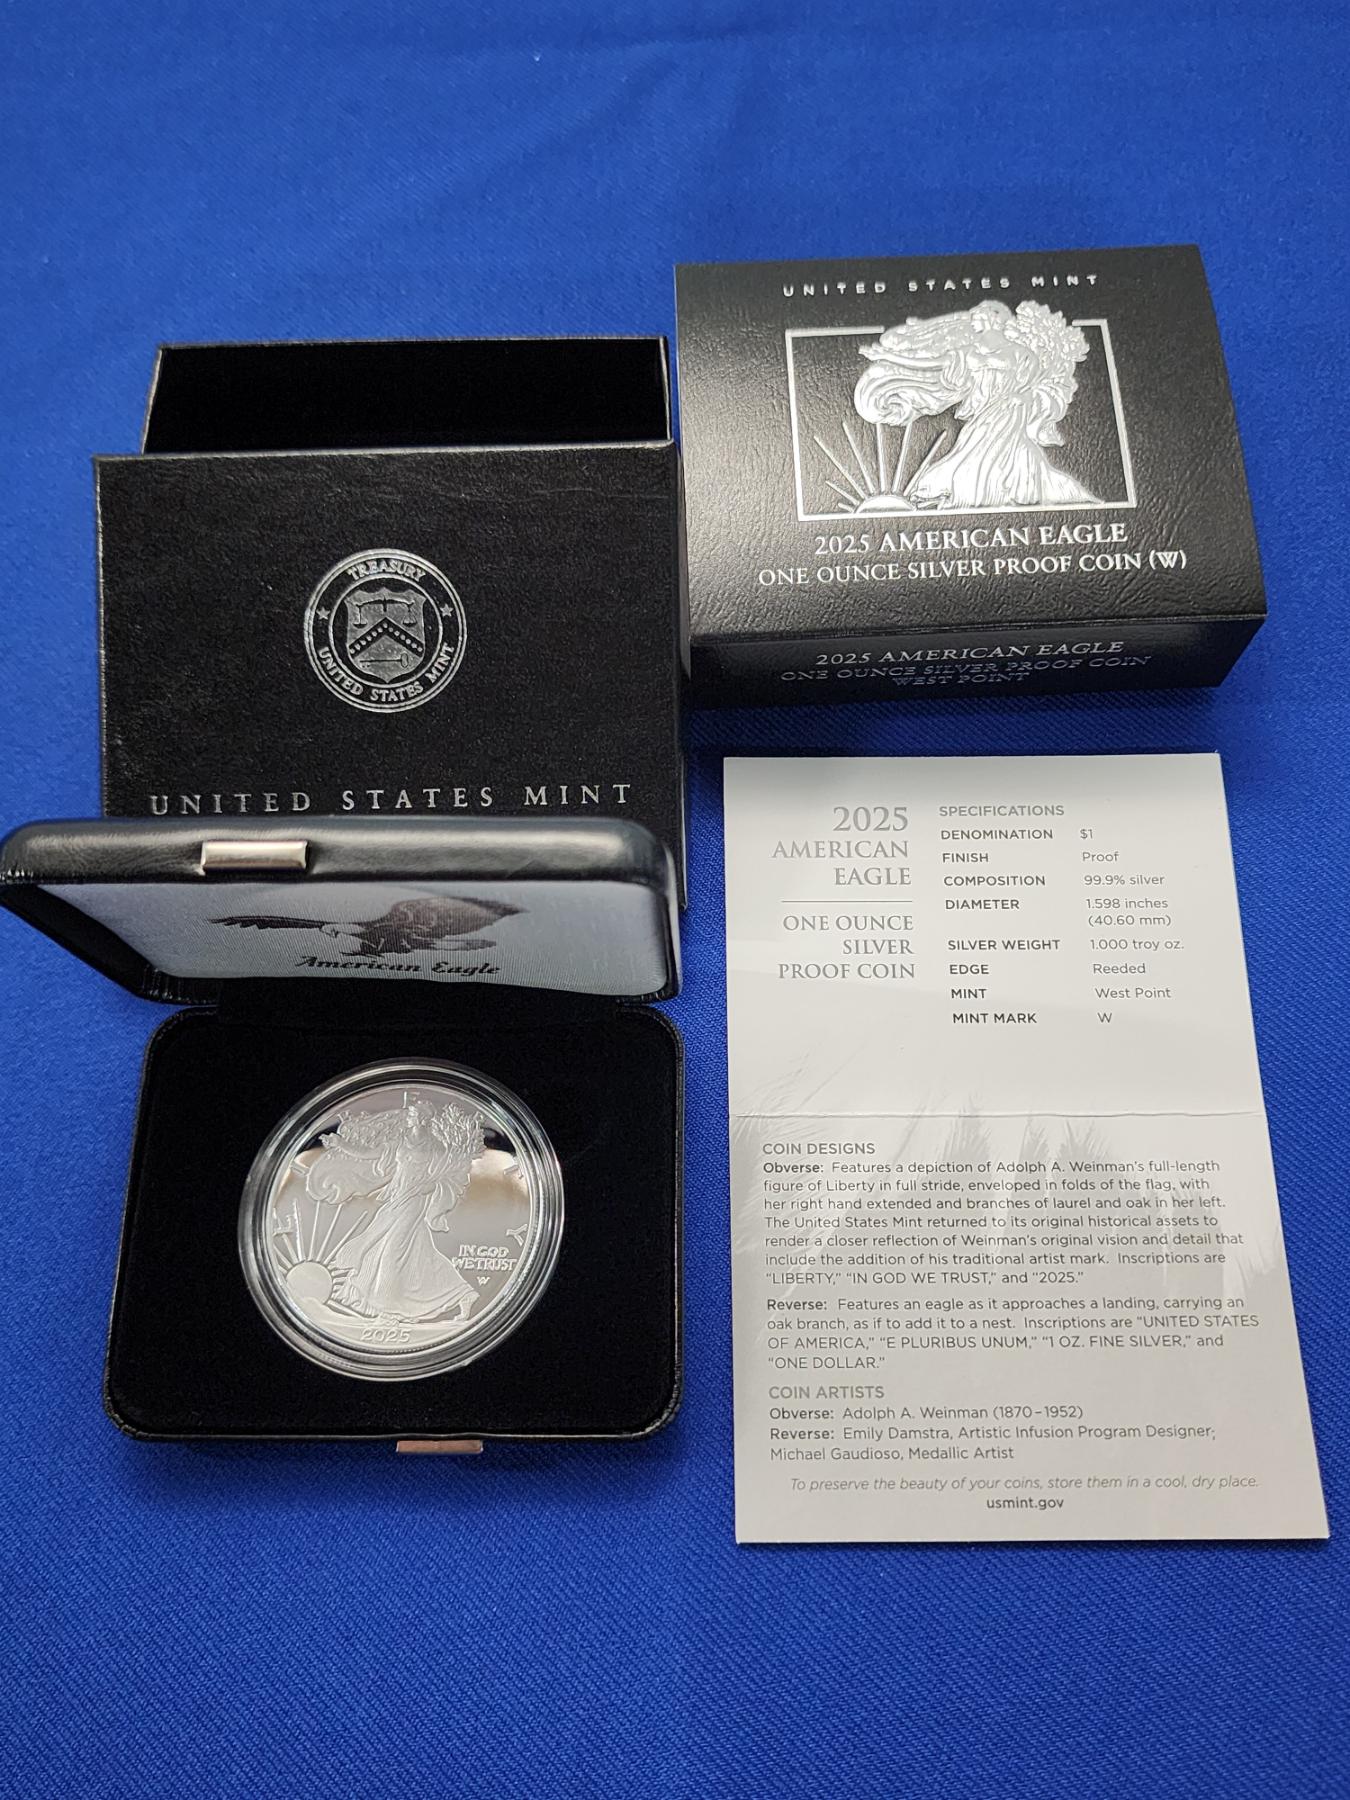 UNITED STATES MINT
2025 AMERICAN EAGLE
ONE OUNCE SILVER PROOF COIN (W)
2025 AMERICAN EAGLE
ONE OUNCE SILVER PROOF COIN
WEST POINT
TREASURY
UNITED STATES MINT
UNITED STATES MINT
American Eagle
LIBERTY
IN GOD
WE TRUST
W
2025
2025
AMERICAN
EAGLE
ONE OUNCE
SILVER
PROOF COIN
SPECIFICATIONS
DENOMINATION $1
FINISH Proof
COMPOSITION 99.9% silver
DIAMETER 1.598 inches
(40.60 mm)
SILVER WEIGHT 1.000 troy oz.
EDGE Reeded
MINT West Point
MINT MARK W
COIN DESIGNS
Obverse: Features a depiction of Adolph A. Weinman's full-length
figure of Liberty in full stride, enveloped in folds of the flag, with
her right hand extended and branches of laurel and oak in her left.
The United States Mint returned to its original historical assets to
render a closer reflection of Weinman's original vision and detail that
include the addition of his traditional artist mark. Inscriptions are
"LIBERTY," "IN GOD WE TRUST," and "2025."
Reverse: Features an eagle as it approaches a landing, carrying an
oak branch, as if to add it to a nest. Inscriptions are "UNITED STATES
OF AMERICA," "E PLURIBUS UNUM," "1 OZ. FINE SILVER," and
"ONE DOLLAR."
COIN ARTISTS
Obverse: Adolph A. Weinman (1870–1952)
Reverse: Emily Damstra, Artistic Infusion Program Designer;
Michael Gaudioso, Medallic Artist
To preserve the beauty of your coins, store them in a cool, dry place.
usmint.gov